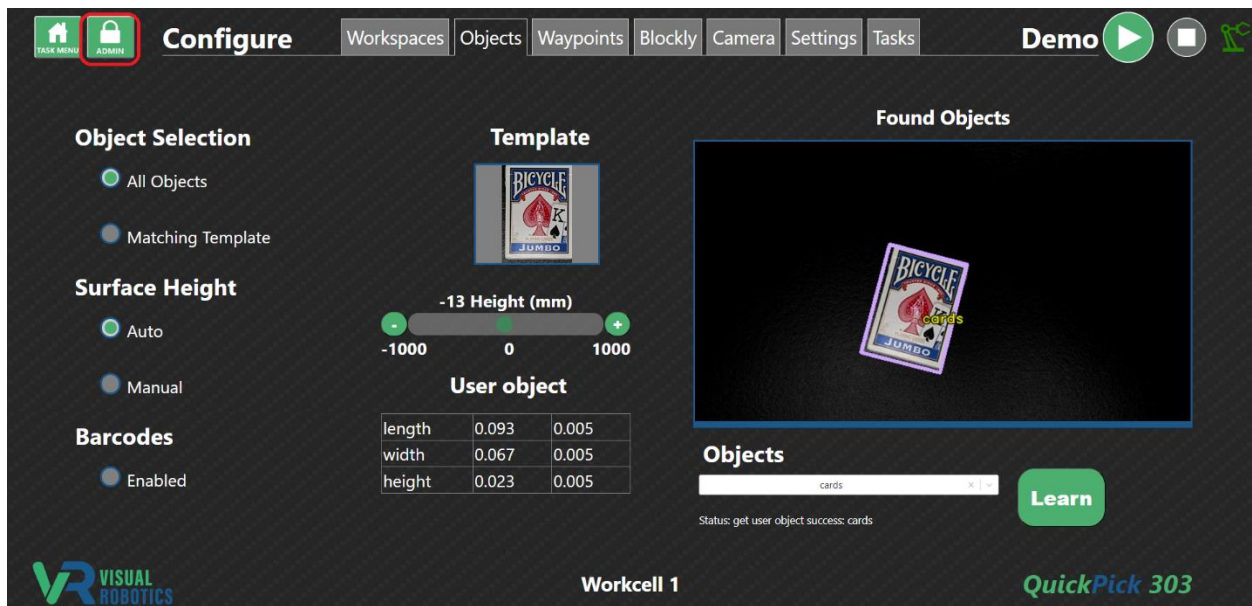 TASK MENU
ADMIN
Configure
Workspaces Objects Waypoints Blockly Camera Settings Tasks
Demo
Object Selection
All Objects
Matching Template
Surface Height
Auto
Manual
Barcodes
Enabled
Template
BICYCLE
K
JUMBO
-13 Height (mm)
- +
-1000 0 1000
User object
length 0.093 0.005
width 0.067 0.005
height 0.023 0.005
Found Objects
BICYCLE
cards
JUMBO
Objects
cards
Learn
Status: get user object success: cards
VR VISUAL
ROBOTICS
Workcell 1
QuickPick 303